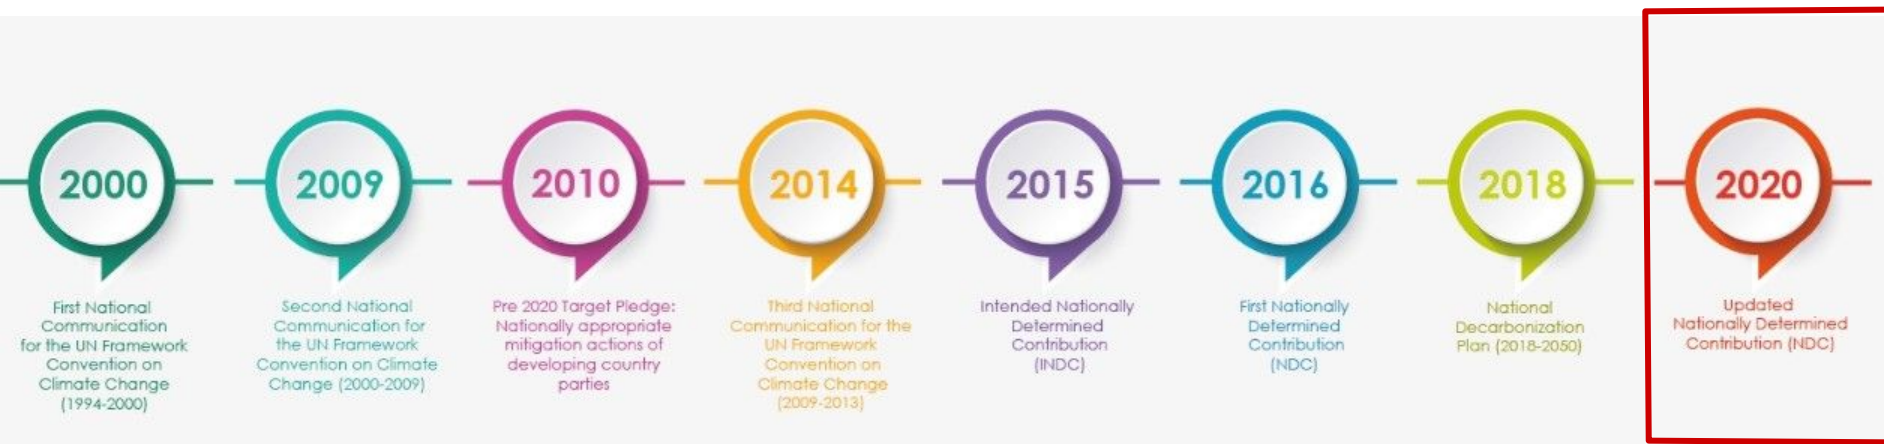 2000
First National
Communication
for the UN Framework
Convention on
Climate Change
(1994-2000)
2009
Second National
Communication for
the UN Framework
Convention on Climate
Change (2000-2009)
2010
Pre 2020 Target Pledge:
Nationally appropriate
mitigation actions of
developing country
parties
2014
Third National
Communication for the
UN Framework
Convention on
Climate Change
(2009-2013)
2015
Intended Nationally
Determined
Contribution
(INDC)
2016
First Nationally
Determined
Contribution
(NDC)
2018
National
Decarbonization
Plan (2018-2050)
2020
Updated
Nationally Determined
Contribution (NDC)